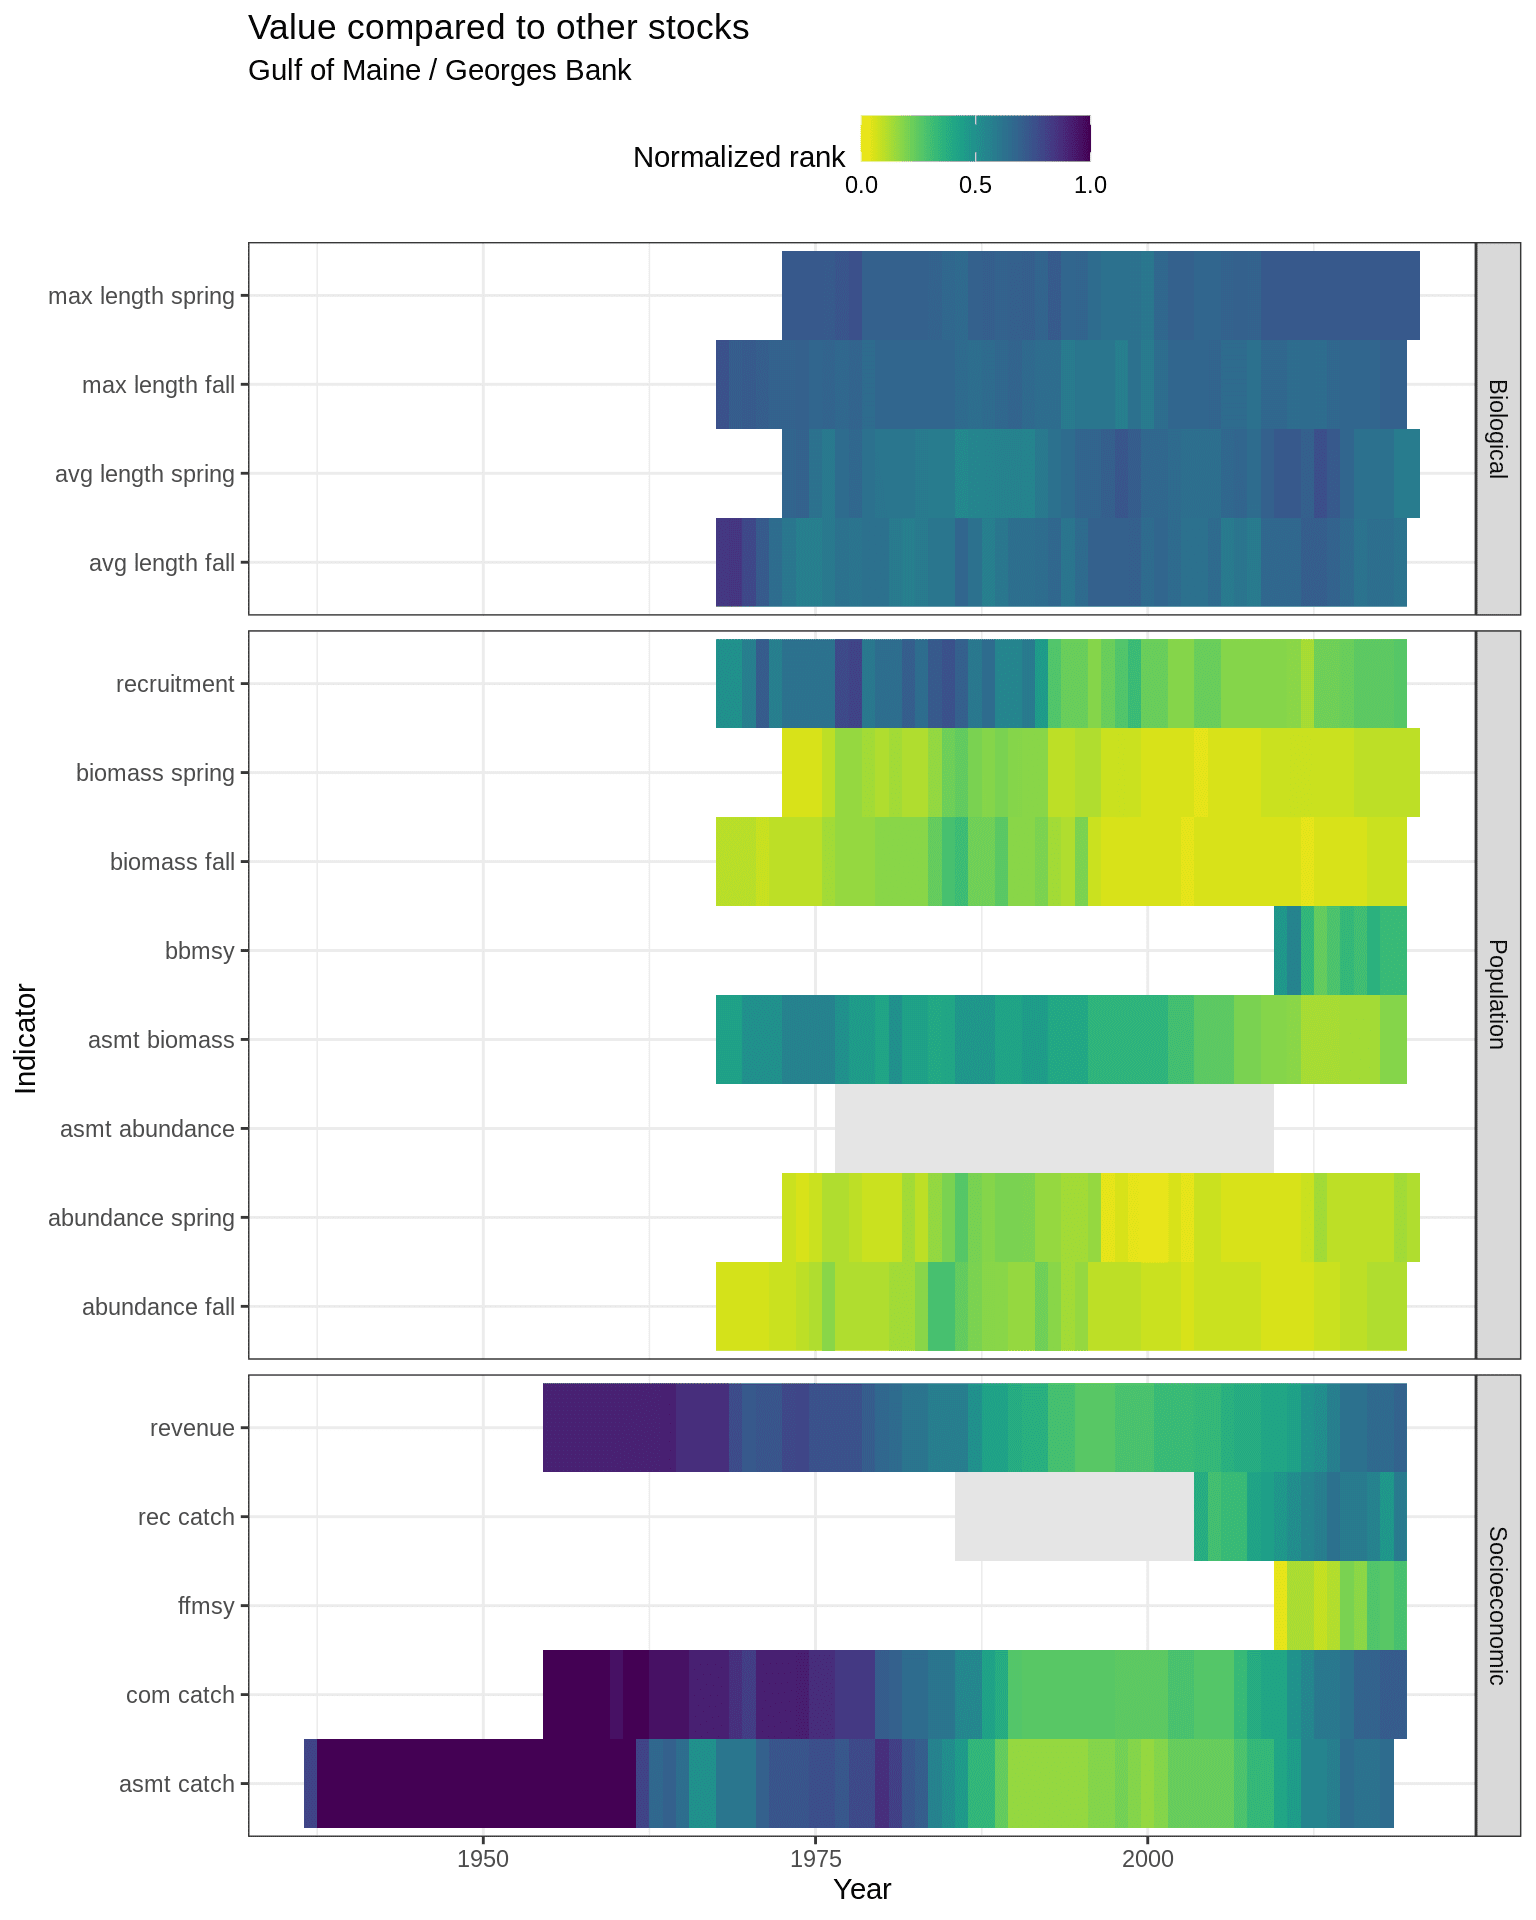 Value compared to other stocks
Gulf of Maine / Georges Bank
Normalized rank
0.0 0.5 1.0
max length spring
max length fall
avg length spring
avg length fall
Biological
recruitment
biomass spring
biomass fall
bbmsy
asmt biomass
asmt abundance
abundance spring
abundance fall
Population
revenue
rec catch
ffmsy
com catch
asmt catch
Socioeconomic
Indicator
1950 1975 2000
Year